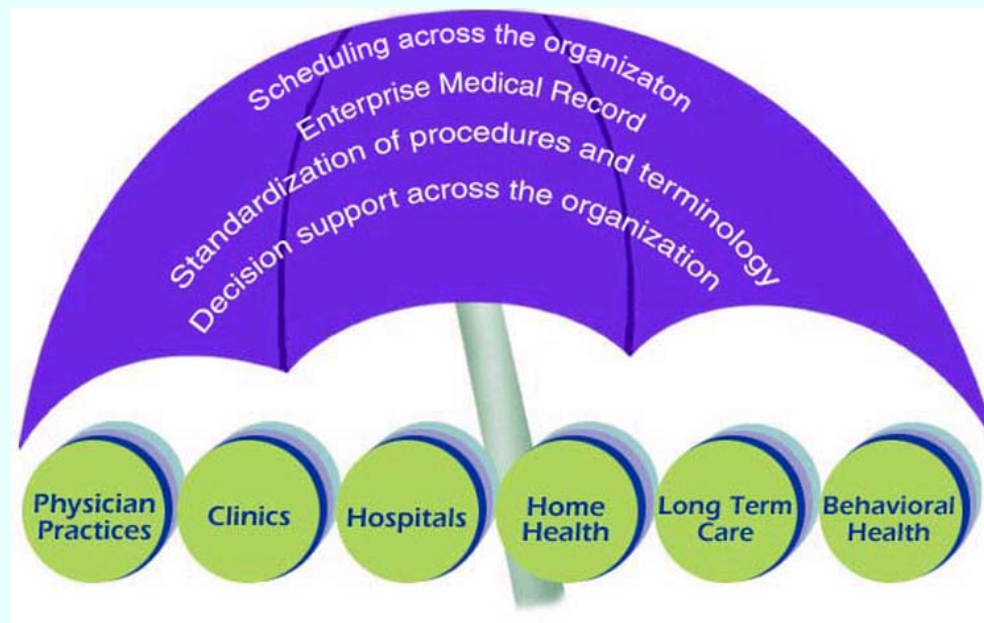 Scheduling across the organizaton
Enterprise Medical Record
Standardization of procedures and terminology
Decision support across the organization
Physician
Practices
Clinics
Hospitals
Home
Health
Long Term
Care
Behavioral
Health